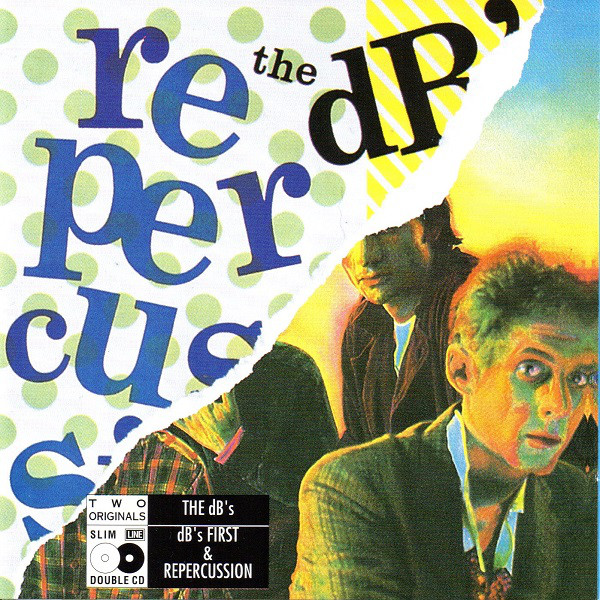 the dB'
re
per
cus
s
TWO
ORIGINALS
SLIM LINE
DOUBLE CD
THE dB's
dB's FIRST
&
REPERCUSSION